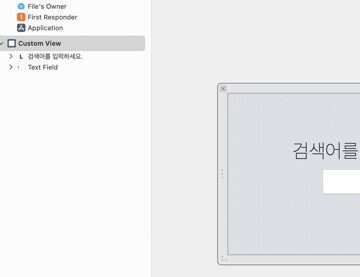 File's Owner
First Responder
Application
Custom View
L 검색어를 입력하세요.
Text Field
검색어를